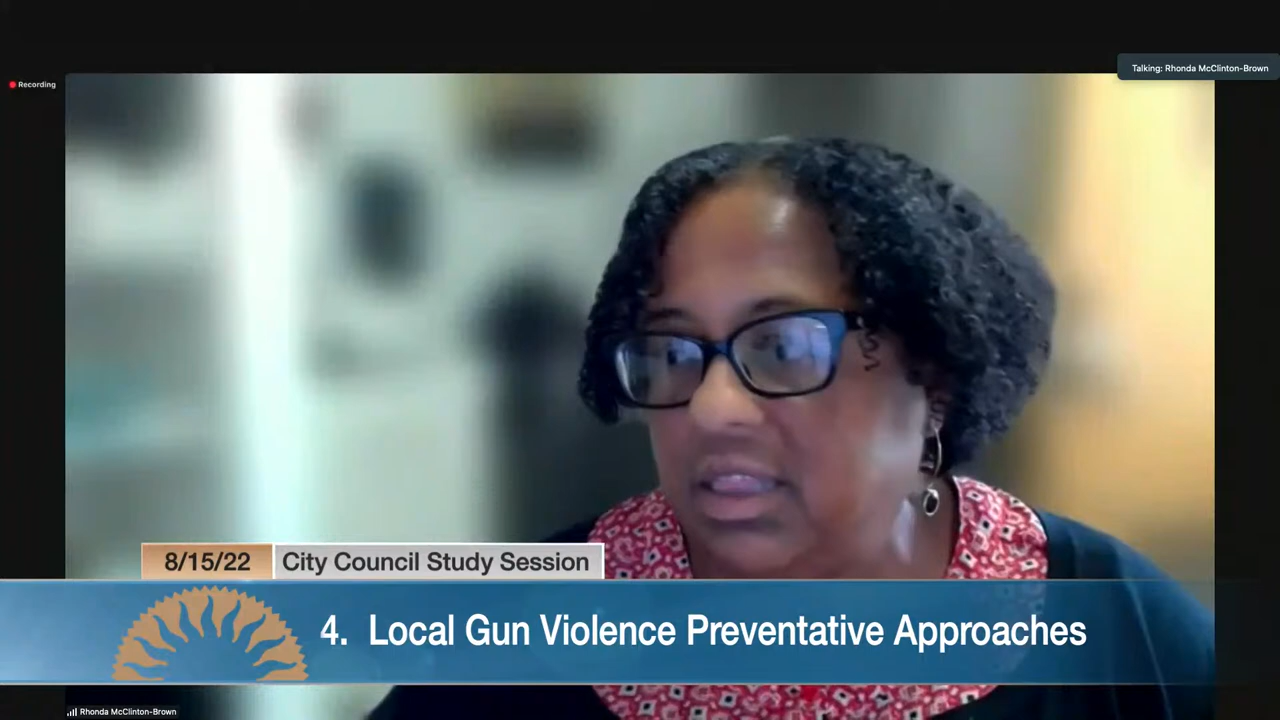 Talking: Rhonda McClinton-Brown
Recording
8/15/22
City Council Study Session
4. Local Gun Violence Preventative Approaches
Rhonda McClinton-Brown